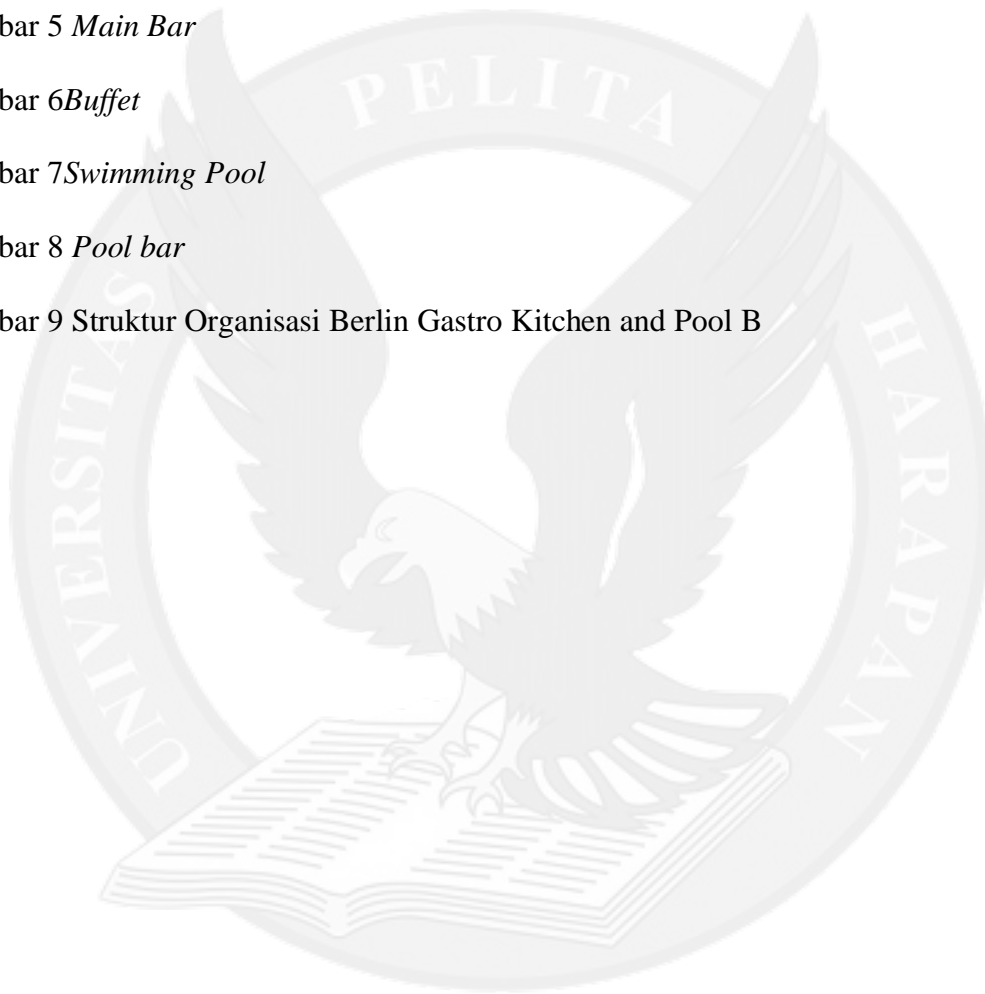 bar 5 Main Bar
bar 6Buffet
bar 7Swimming Pool
bar 8 Pool bar
bar 9 Struktur Organisasi Berlin Gastro Kitchen and Pool B
UNIVERSITAS PELITA HARAPAN